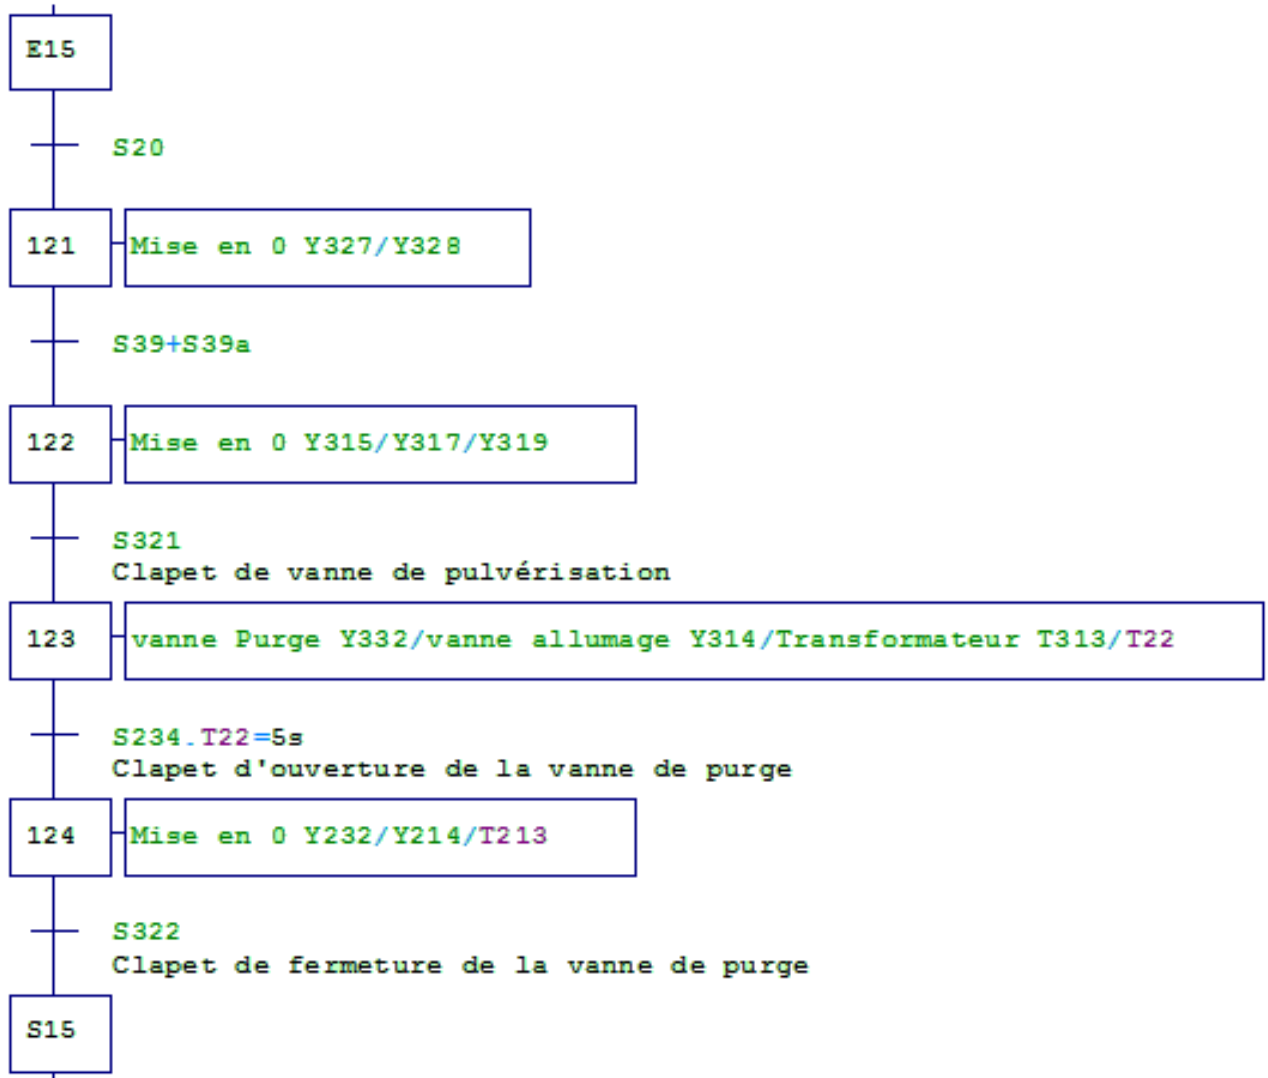 E15
S20
121 Mise en 0 Y327/Y328
S39+S39a
122 Mise en 0 Y315/Y317/Y319
S321
Clapet de vanne de pulvérisation
123 vanne Purge Y332/vanne allumage Y314/Transformateur T313/T22
S234.T22=5s
Clapet d'ouverture de la vanne de purge
124 Mise en 0 Y232/Y214/T213
S322
Clapet de fermeture de la vanne de purge
S15